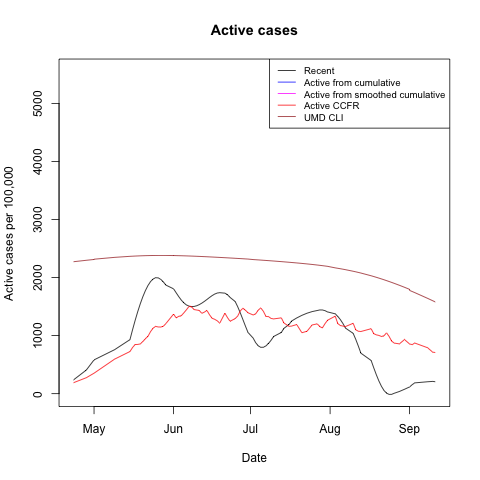 Active cases
Recent
Active from cumulative
Active from smoothed cumulative
Active CCFR
UMD CLI
Active cases per 100,000
5000
4000
3000
2000
1000
0
May Jun Jul Aug Sep
Date